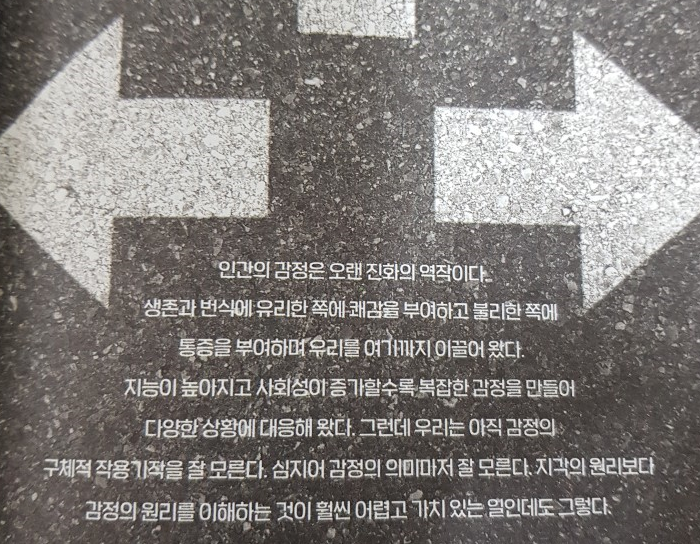 인간의 감정은 오랜 진화의 역작이다.
생존과 번식에 유리한 쪽에 쾌감을 부여하고 불리한 쪽에
통증을 부여하며 우리를 여기까지 이끌어 왔다.
지능이 높아지고 사회성이 증가할수록 복잡한 감정을 만들어
다양한 상황에 대응해 왔다. 그런데 우리는 아직 감정의
구체적 작용기작을 잘 모른다. 심지어 감정의 의미마저 잘 모른다. 지각의 원리보다
감정의 원리를 이해하는 것이 훨씬 어렵고 가치 있는 일인데도 그렇다.